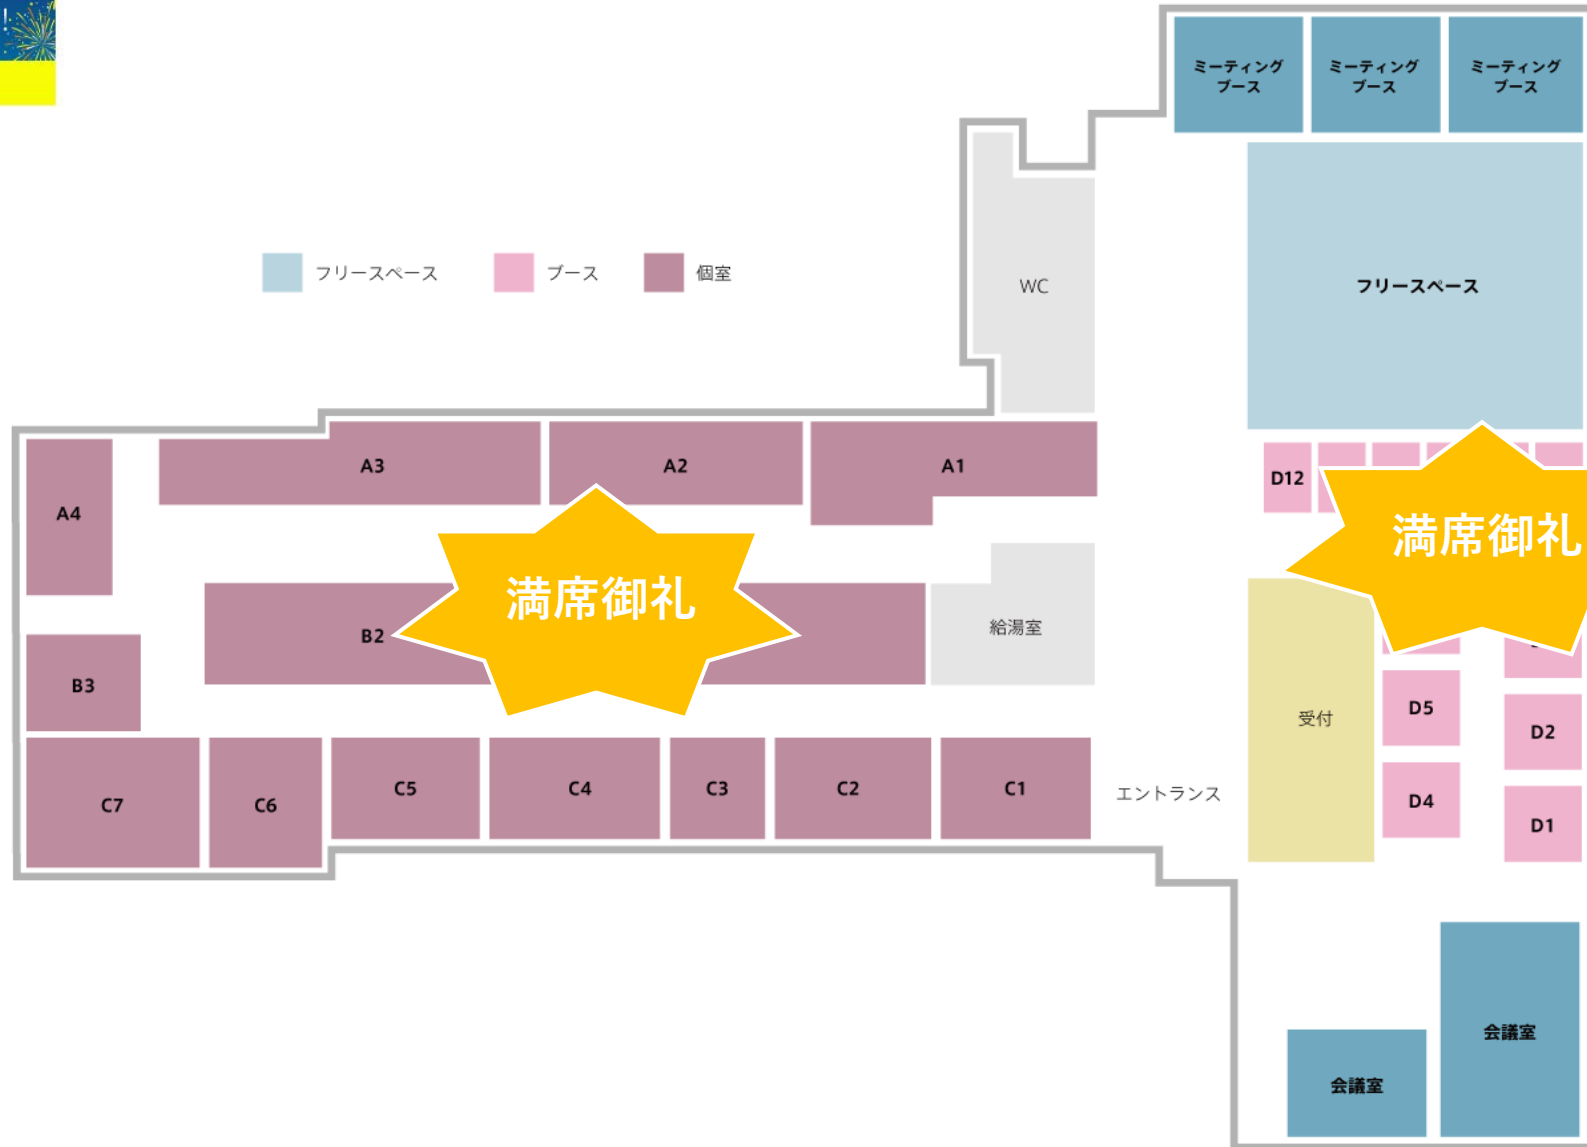 !
ミーティング
ブース
ミーティング
ブース
ミーティング
ブース
フリースペース
ブース
個室
WC
フリースペース
A3
A2
A1
D12
A4
満席御礼
満席御礼
B2
給湯室
B3
D5
受付
D2
C7
C6
C5
C4
C3
C2
C1
エントランス
D4
D1
会議室
会議室